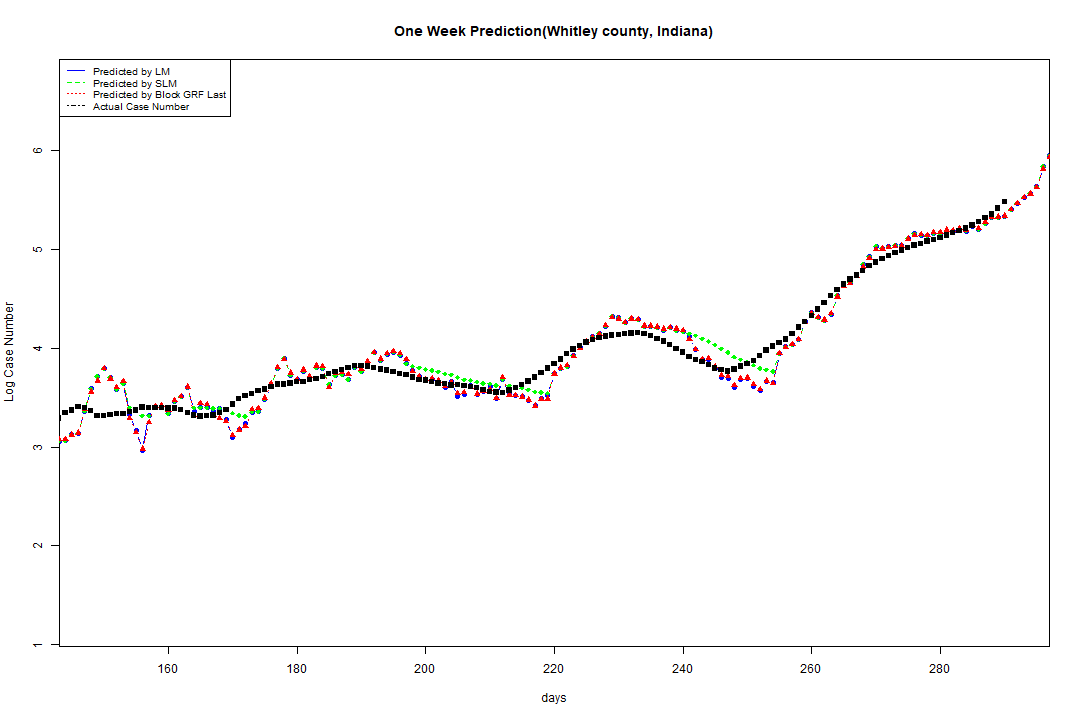 One Week Prediction(Whitley county, Indiana)
Predicted by LM
Predicted by SLM
Predicted by Block GRF Last
Actual Case Number
6
5
4
3
2
1
Log Case Number
160 180 200 220 240 260 280
days